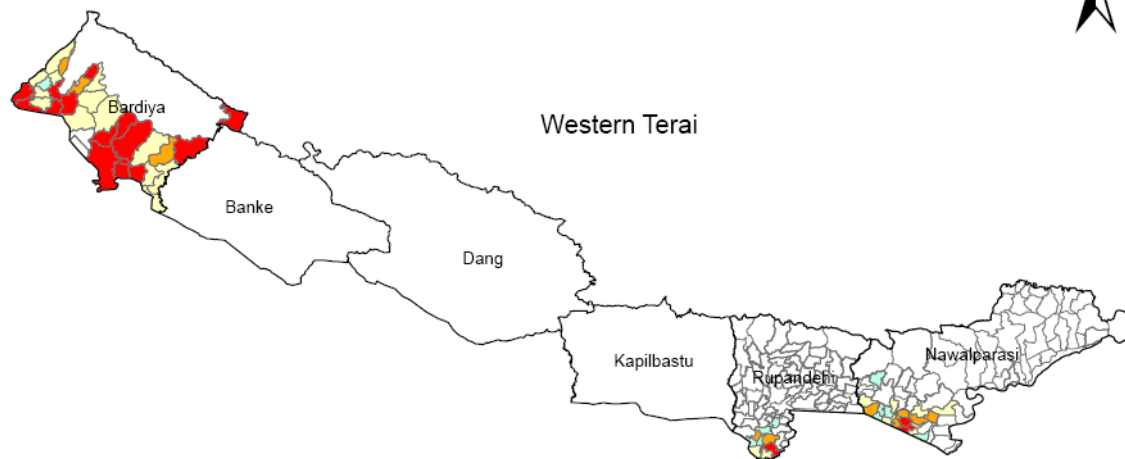 Western Terai
Bardiya
Banke
Dang
Kapilbastu
Rupandehi
Nawalparasi